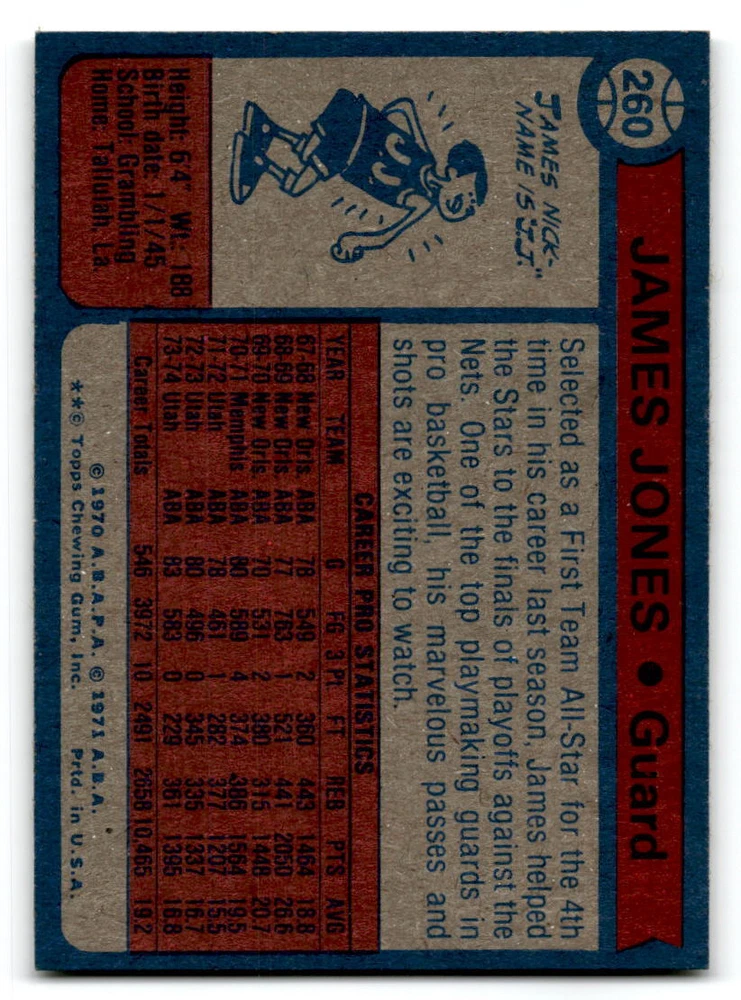 260
JAMES JONES • Guard
JAMES NICK-
NAME IS "J.J."
Height: 6'4" Wt.: 188
Birth date: 1/1/45
School: Grambling
Home: Tallulah, La.
Selected as a First Team All-Star for the 4th
time in his career last season, James helped
the Stars to the finals of playoffs against the
Nets. One of the top playmaking guards in
pro basketball, his marvelous passes and
shots are exciting to watch.
CAREER PRO STATISTICS
YEAR TEAM G FG 3 PL FT REB PTS AVG
67-68 New Orls ABA 78 549 2 360 443 1464 18.8
68-69 New Orls ABA 77 763 1 521 441 2050 26.6
69-70 New Orls ABA 70 531 2 380 315 1448 20.7
70-71 Memphis ABA 80 589 4 374 386 1564 19.5
71-72 Utah ABA 78 461 1 282 377 1207 15.5
72-73 Utah ABA 80 496 0 345 335 1337 16.7
73-74 Utah ABA 83 583 0 229 361 1395 16.8
Career Totals 546 3972 10 2491 2658 10,465 19.2
© 1970 A.B.A.P.A. © 1971 A.B.A.
**© Topps Chewing Gum, Inc. Prtd. in U.S.A.